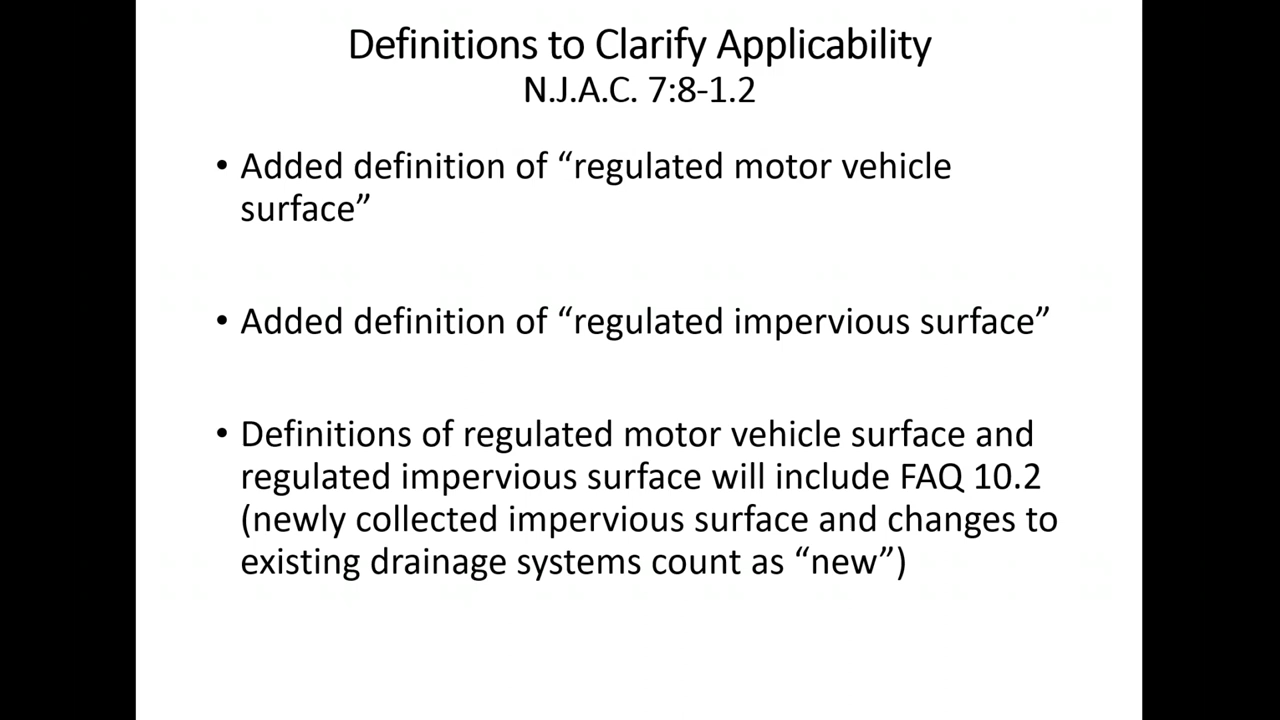 Definitions to Clarify Applicability
N.J.A.C. 7:8-1.2
• Added definition of “regulated motor vehicle
surface”
• Added definition of “regulated impervious surface”
• Definitions of regulated motor vehicle surface and
regulated impervious surface will include FAQ 10.2
(newly collected impervious surface and changes to
existing drainage systems count as “new”)